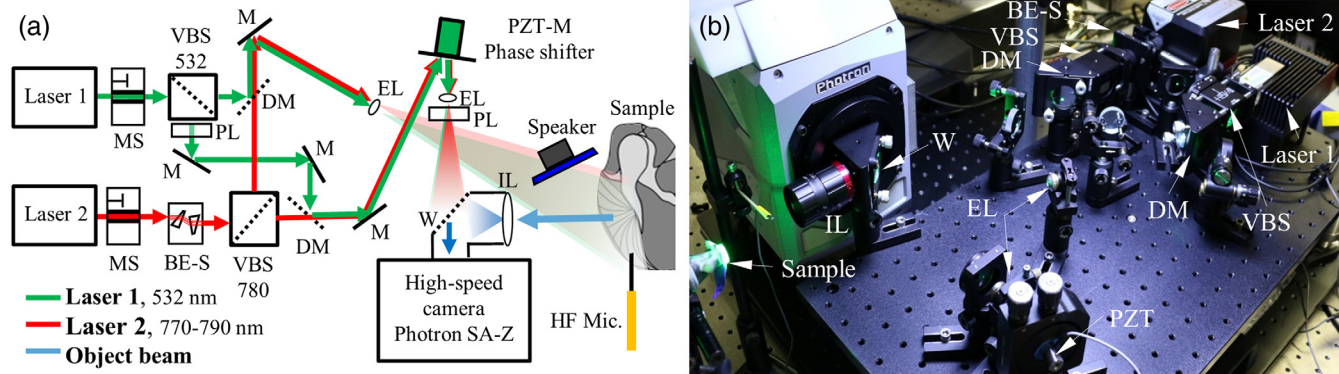 (a)
VBS
532
M
PZT-M
Phase shifter
Laser 1
MS
DM
PL
EL
EL
PL
Speaker
Sample
M
M
IL
Laser 2
W
MS
BE-S
VBS
780
DM
M
High-speed
camera
Photron SA-Z
HF Mic.
Laser 1, 532 nm
Laser 2, 770-790 nm
Object beam
(b)
BE-S
VBS
DM
Laser 2
Photron
W
Laser 1
IL
EL
DM
VBS
Sample
PZT